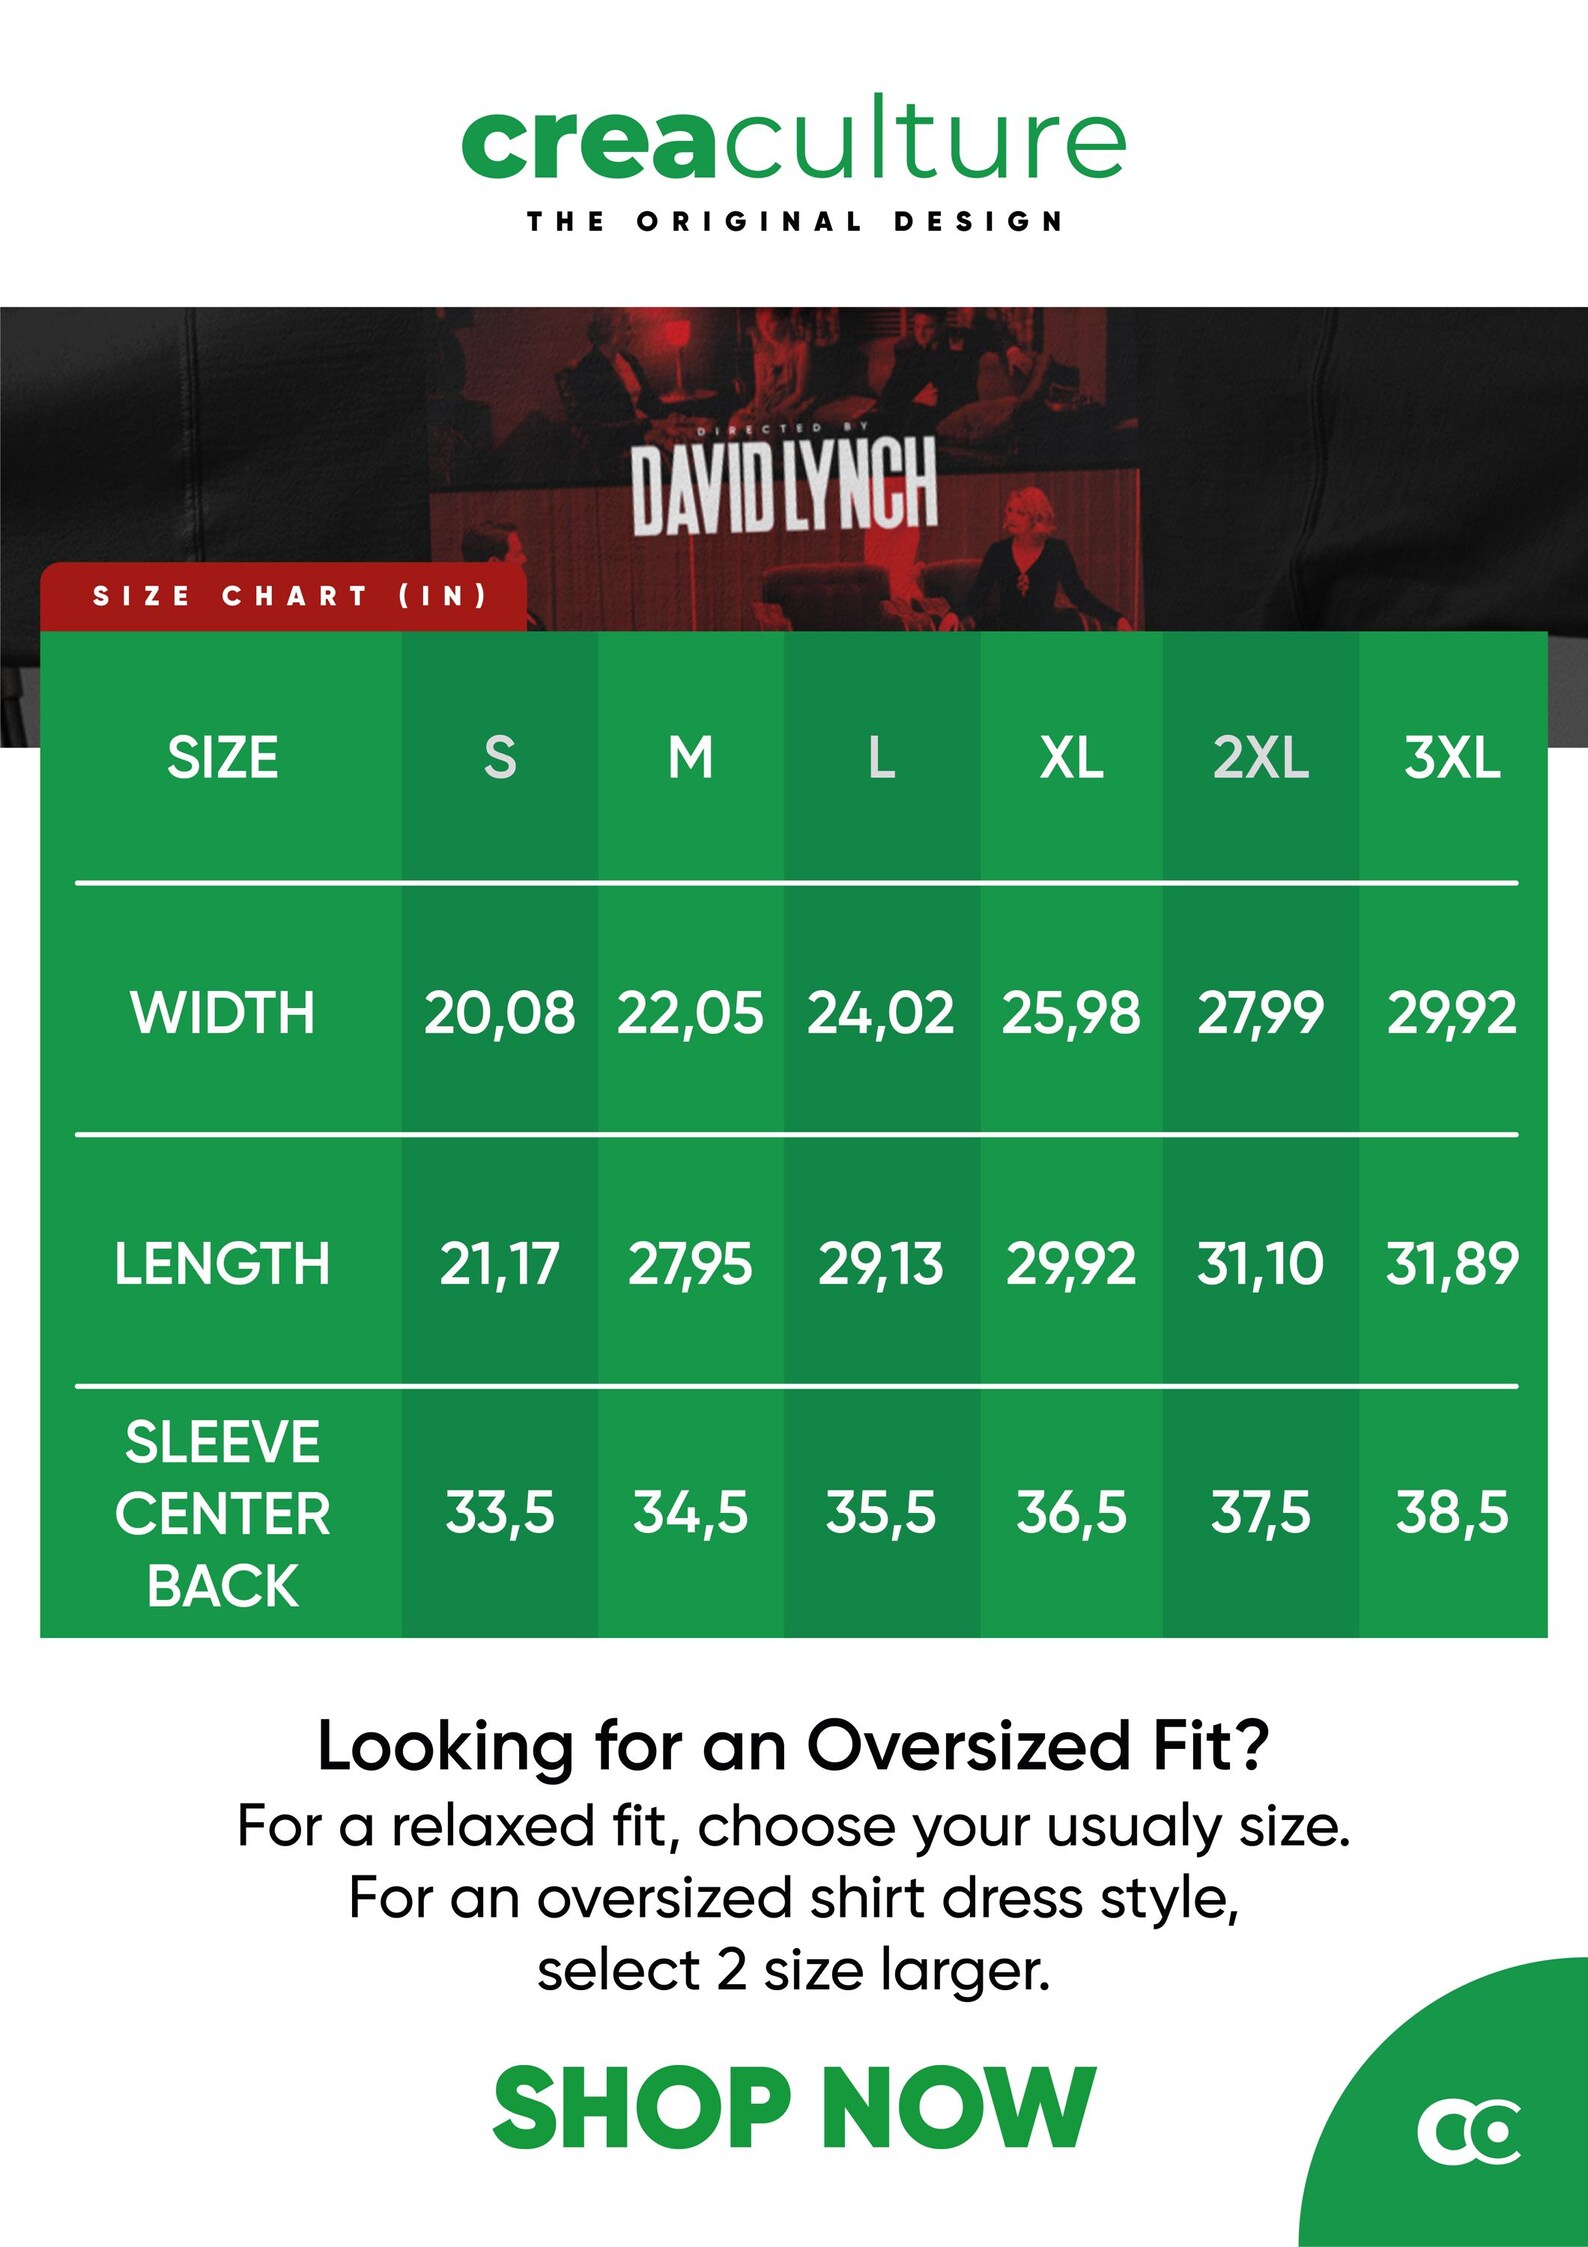 creaculture
THE ORIGINAL DESIGN
DIRECTED BY
DAVID LYNCH
SIZE CHART (IN)
SIZE S M L XL 2XL 3XL
WIDTH 20,08 22,05 24,02 25,98 27,99 29,92
LENGTH 21,17 27,95 29,13 29,92 31,10 31,89
SLEEVE
CENTER
BACK
33,5 34,5 35,5 36,5 37,5 38,5
Looking for an Oversized Fit?
For a relaxed fit, choose your usualy size.
For an oversized shirt dress style,
select 2 size larger.
SHOP NOW
CC